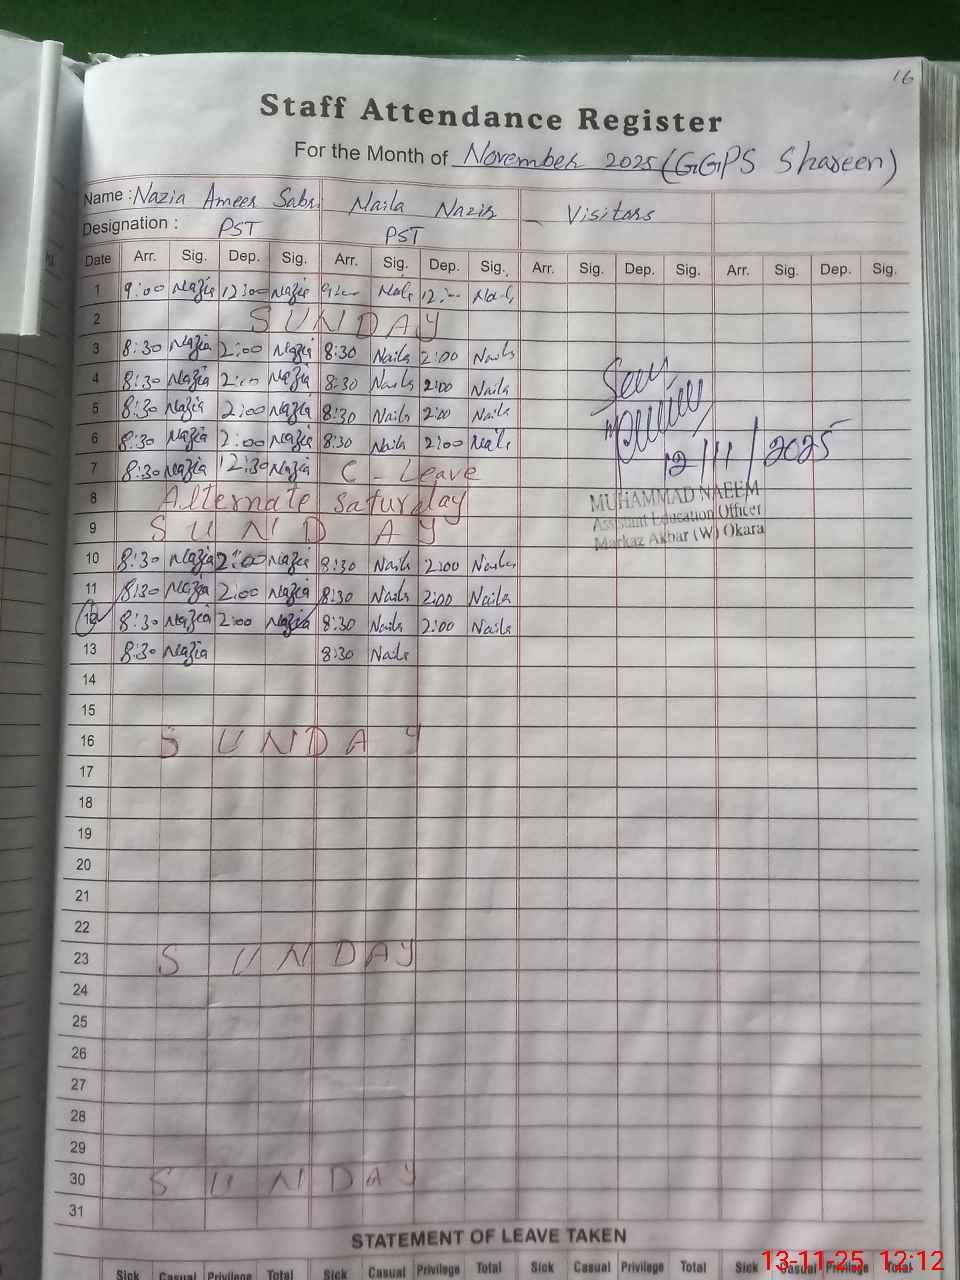 16
Staff Attendance Register
For the Month of November 2025 (GGPS Shareen)
Name : Nazia Ameer Sabr Naila Nazir Visitors
Designation : PST PST
Date Arr. Sig. Dep. Sig. Arr. Sig. Dep. Sig. Arr. Sig. Dep. Sig. Arr. Sig. Dep. Sig.
1 9:00 Nazia 12:00 Nazia 9:00 Naila 12:00 Naila
2 SUNDAY
3 8:30 Nazia 2:00 Nazia 8:30 Naila 2:00 Naila
4 8:30 Nazia 2:00 Nazia 8:30 Naila 2:00 Naila
5 8:30 Nazia 2:00 Nazia 8:30 Naila 2:00 Naila
6 8:30 Nazia 2:00 Nazia 8:30 Naila 2:00 Naila
7 8:30 Nazia 12:30 Nazia C - Leave
8 Alternate Saturday
9 SUNDAY
10 8:30 Nazia 2:00 Nazia 8:30 Naila 2:00 Naila
11 8:30 Nazia 2:00 Nazia 8:30 Naila 2:00 Naila
12 8:30 Nazia 2:00 Nazia 8:30 Naila 2:00 Naila
13 8:30 Nazia 8:30 Naila
14
15
16 SUNDAY
17
18
19
20
21
22
23 SUNDAY
24
25
26
27
28
29
30 SUNDAY
31
Seen
12/11/2025
MUHAMMAD NAEEM
Assistant Education Officer
Markaz Akbar (W) Okara
STATEMENT OF LEAVE TAKEN
Sick Casual Privilege Total Sick Casual Privilege Total Sick Casual Privilege Total Sick Casual Privilege Total
13-11-25 12:12